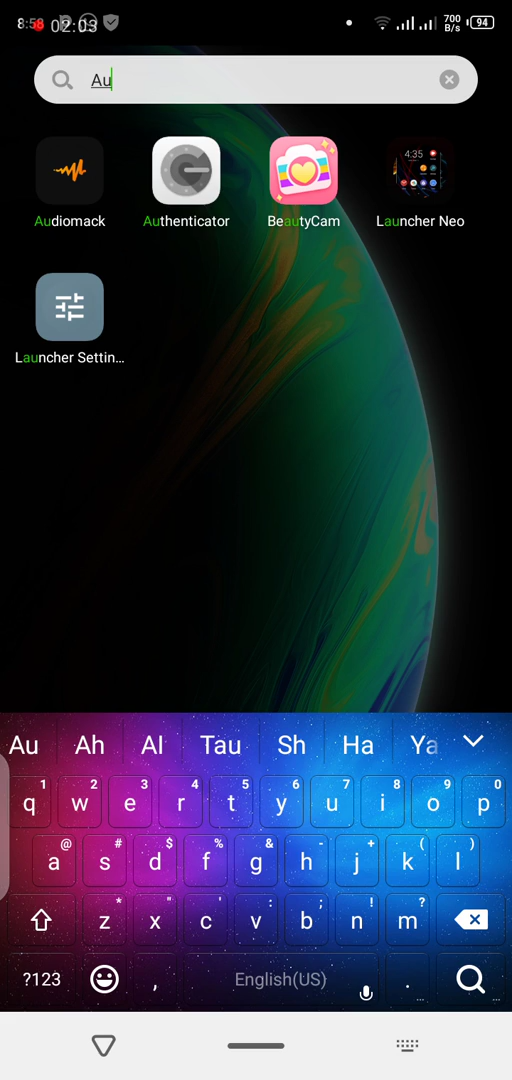 8:58 02:03 700 B/s 94
Au
Audiomack Authenticator BeautyCam Launcher Neo
4:35
Launcher Settin...
Au Ah Al Tau Sh Ha Ya
1 2 3 4 5 6 7 8 9 0
q w e r t y u i o p
@ # $ % & - + ( )
a s d f g h j k l
* " ' : ; ! ?
z x c v b n m
?123 , English(US) . ...
...